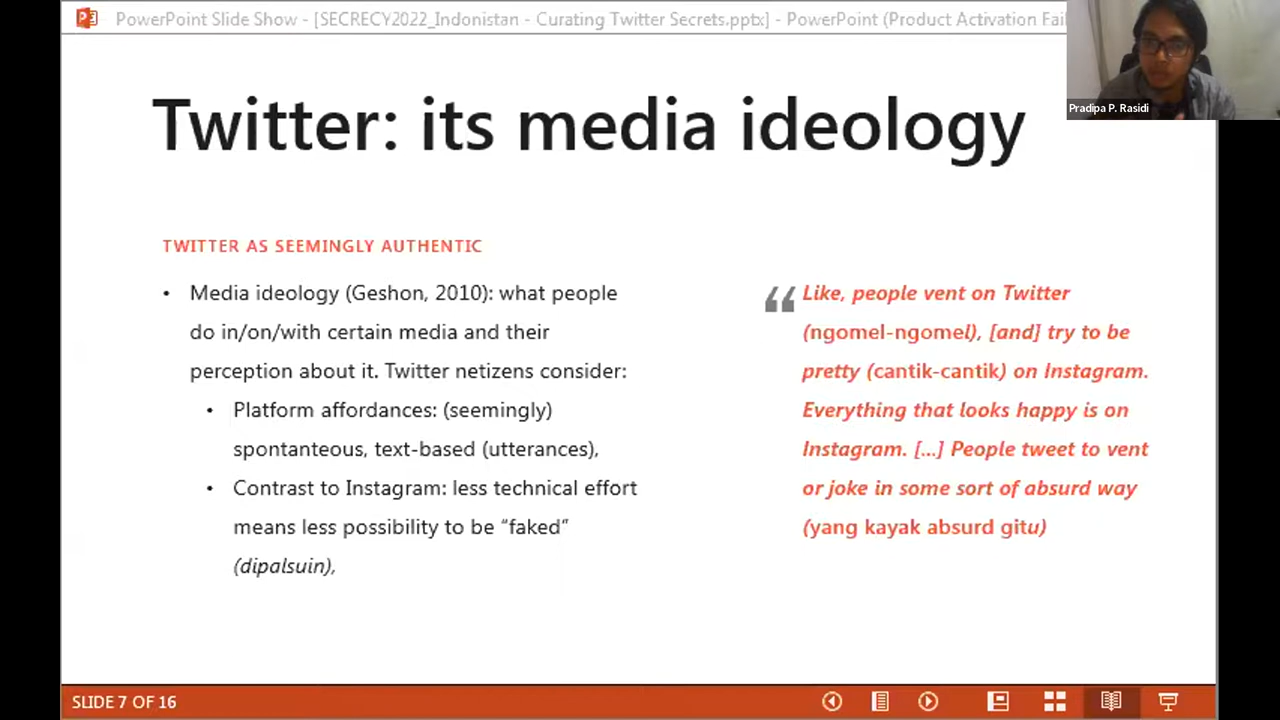 PowerPoint Slide Show - [SECRECY2022_Indonistan - Curating Twitter Secrets.pptx] - PowerPoint (Product Activation Fai
Pradipa P. Rasidi
Twitter: its media ideology
TWITTER AS SEEMINGLY AUTHENTIC
• Media ideology (Geshon, 2010): what people
do in/on/with certain media and their
perception about it. Twitter netizens consider:
• Platform affordances: (seemingly)
spontanteous, text-based (utterances),
• Contrast to Instagram: less technical effort
means less possibility to be “faked”
(dipalsuin),
“ Like, people vent on Twitter
(ngomel-ngomel), [and] try to be
pretty (cantik-cantik) on Instagram.
Everything that looks happy is on
Instagram. [...] People tweet to vent
or joke in some sort of absurd way
(yang kayak absurd gitu)
SLIDE 7 OF 16